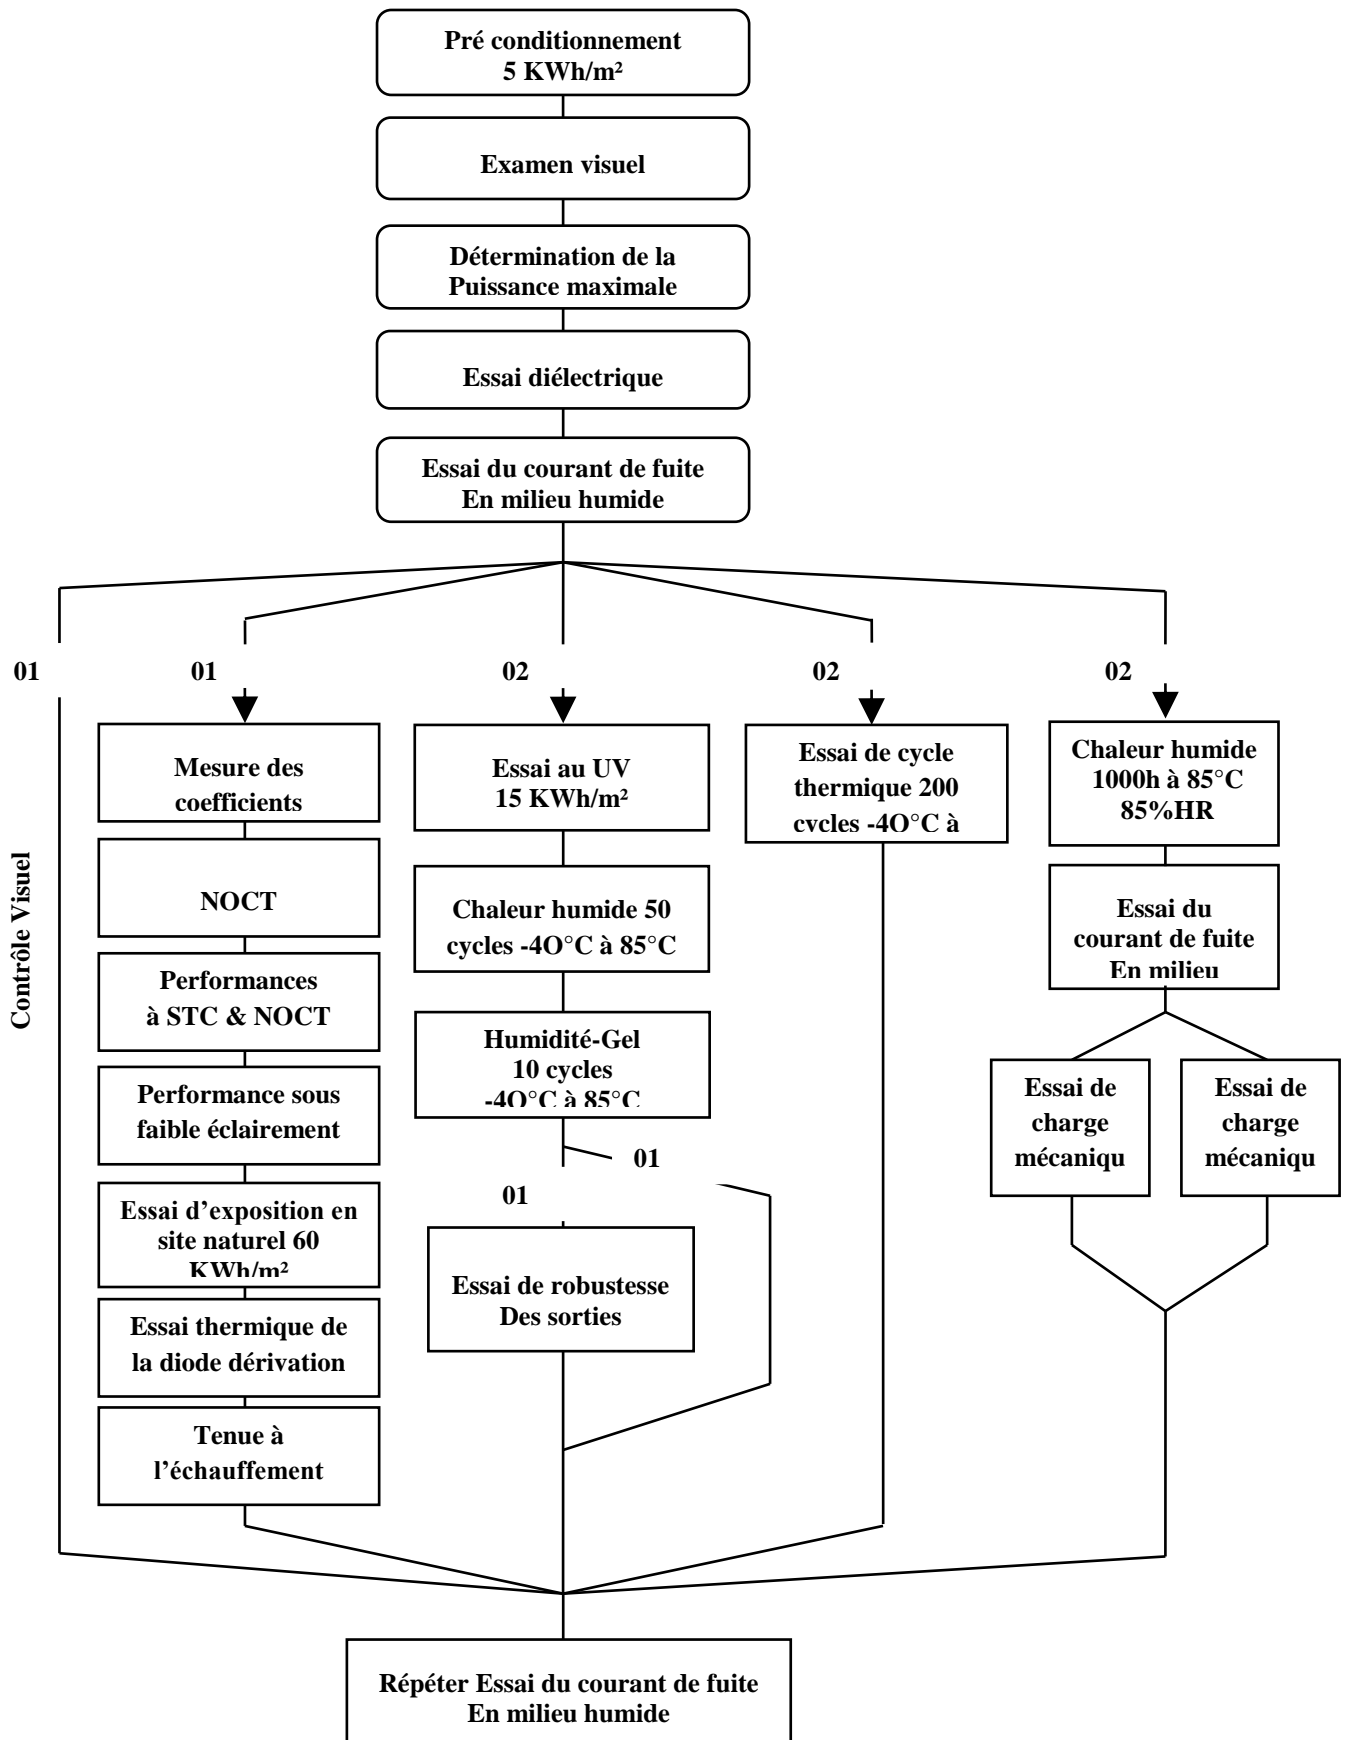 Pré conditionnement
5 KWh/m²
Examen visuel
Détermination de la
Puissance maximale
Essai diélectrique
Essai du courant de fuite
En milieu humide
01
01
02
02
02
Contrôle Visuel
Mesure des
coefficients
NOCT
Performances
à STC & NOCT
Performance sous
faible éclairement
Essai d’exposition en
site naturel 60
KWh/m²
Essai thermique de
la diode dérivation
Tenue à
l’échauffement
Essai au UV
15 KWh/m²
Chaleur humide 50
cycles -4O°C à 85°C
Humidité-Gel
10 cycles
-4O°C à 85°C
01
01
Essai de robustesse
Des sorties
Essai de cycle
thermique 200
cycles -4O°C à
Chaleur humide
1000h à 85°C
85%HR
Essai du
courant de fuite
En milieu
Essai de
charge
mécaniqu
Essai de
charge
mécaniqu
Répéter Essai du courant de fuite
En milieu humide